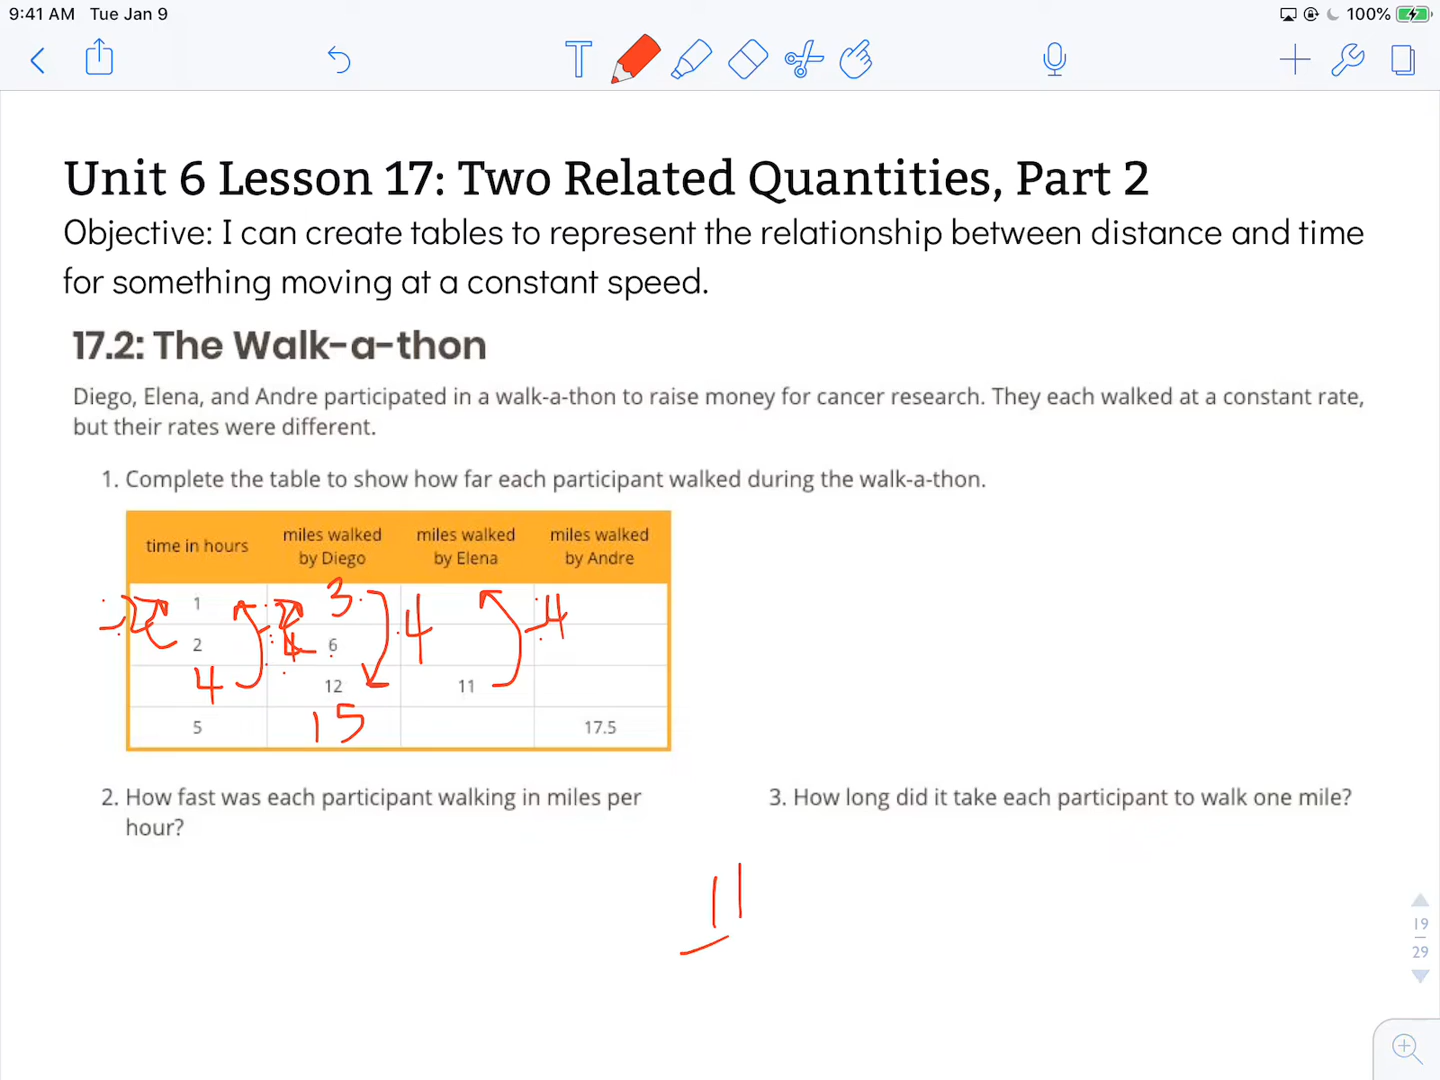 9:41 AM Tue Jan 9
100%
T
Unit 6 Lesson 17: Two Related Quantities, Part 2
Objective: I can create tables to represent the relationship between distance and time
for something moving at a constant speed.
17.2: The Walk-a-thon
Diego, Elena, and Andre participated in a walk-a-thon to raise money for cancer research. They each walked at a constant rate,
but their rates were different.
1. Complete the table to show how far each participant walked during the walk-a-thon.
time in hours miles walked by Diego miles walked by Elena miles walked by Andre
1 3
2 6
4 12 11
5 15 17.5
·4
÷4
2. How fast was each participant walking in miles per
hour?
3. How long did it take each participant to walk one mile?
11
19
29